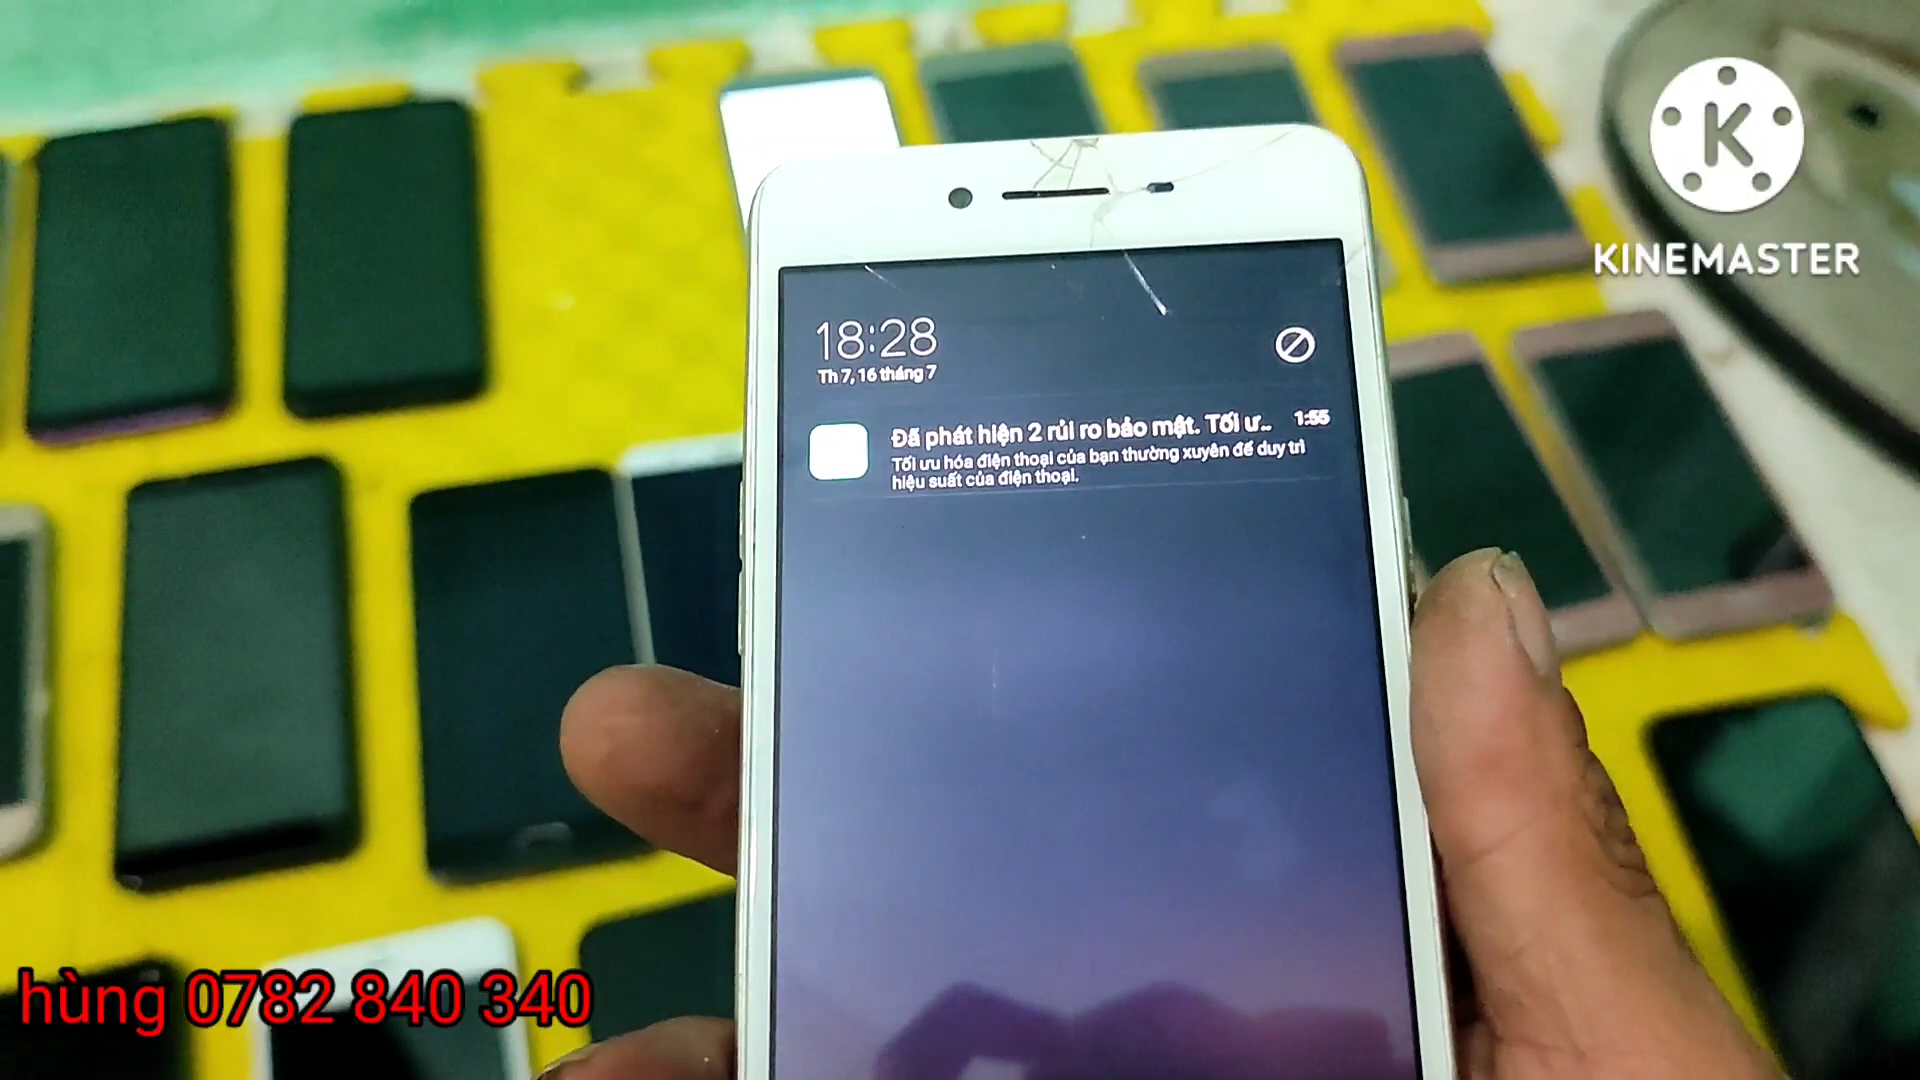 K
KINEMASTER
18:28
Th 7, 16 tháng 7
Đã phát hiện 2 rủi ro bảo mật. Tối ư..
1:55
Tối ưu hóa điện thoại của bạn thường xuyên để duy trì
hiệu suất của điện thoại.
hùng 0782 840 340